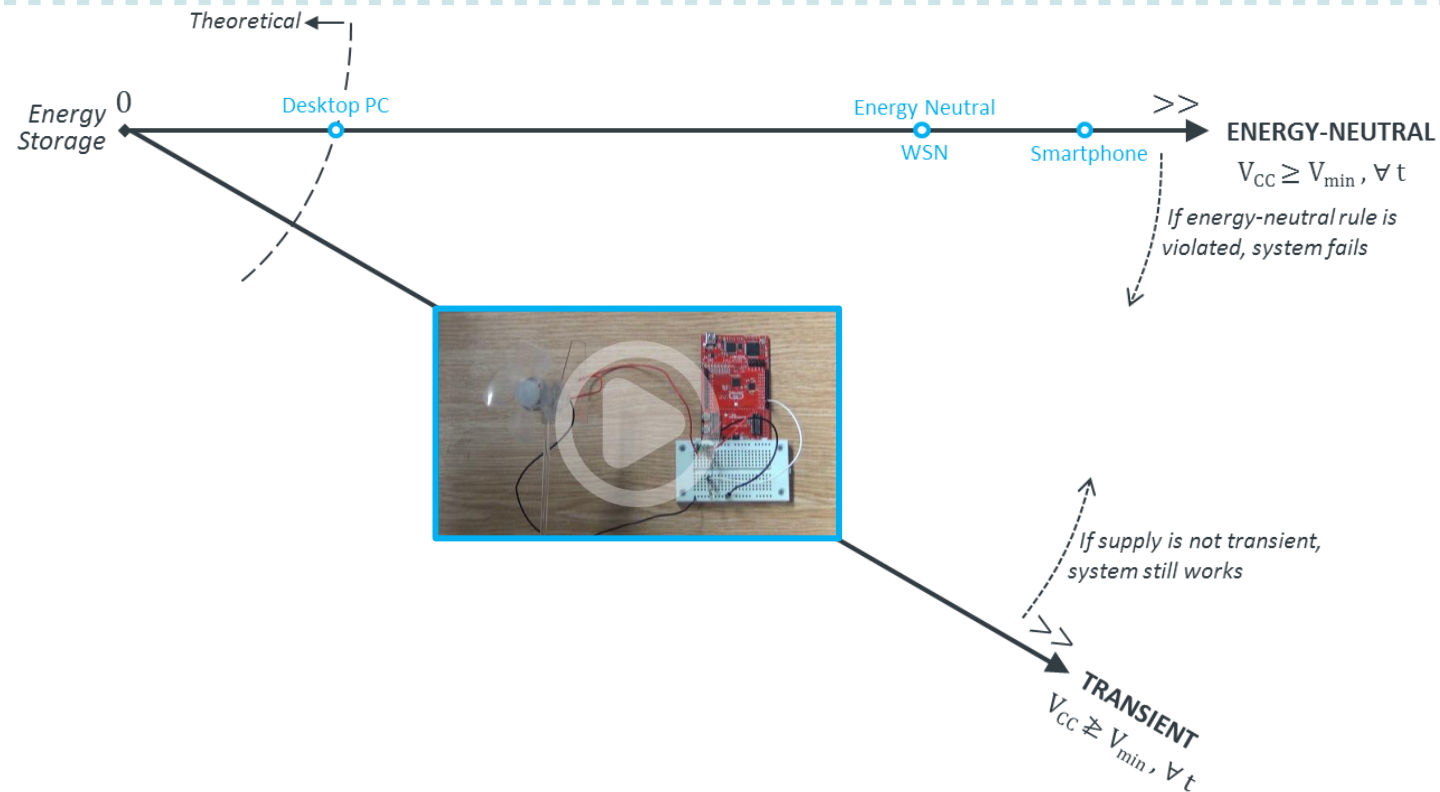 Theoretical
Energy
Storage
0
Desktop PC
Energy Neutral
WSN
Smartphone
>>
ENERGY-NEUTRAL
V_CC ≥ V_min , ∀ t
If energy-neutral rule is
violated, system fails
If supply is not transient,
system still works
>>
TRANSIENT
V_CC ≱ V_min , ∀ t